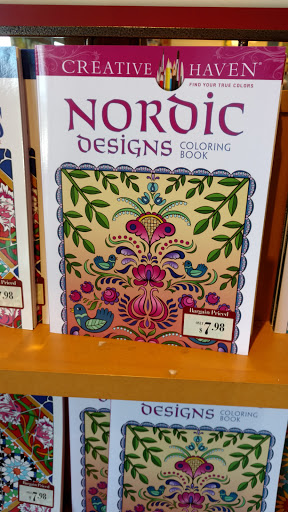 CREATIVE HAVEN®
FIND YOUR TRUE COLORS
NORDIC
DESIGNS COLORING
BOOK
Bargain Priced
$7.98
Priced
7.98
DESIGNS COLORING
BOOK
$7.98